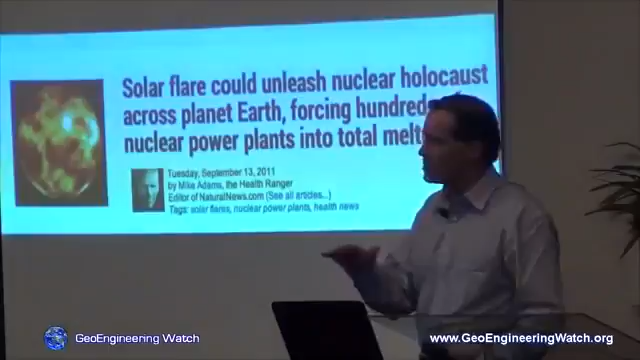 Solar flare could unleash nuclear holocaust
across planet Earth, forcing hundred
nuclear power plants into total melt
Tuesday, September 13, 2011
by Mike Adams, the Health Ranger
Editor of NaturalNews.com (See all articles...)
Tags: solar flares, nuclear power plants, health news
GeoEngineering Watch
www.GeoEngineeringWatch.org